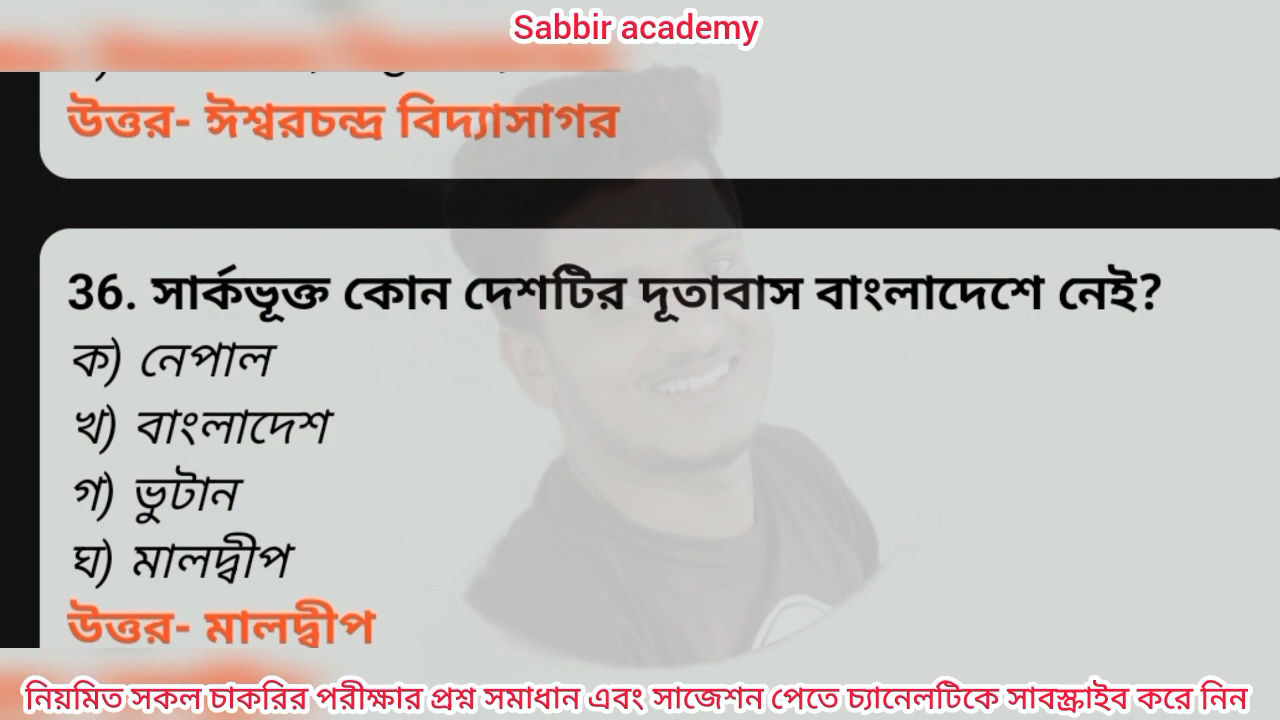 Sabbir academy
উত্তর- ঈশ্বরচন্দ্র বিদ্যাসাগর
36. সার্কভূক্ত কোন দেশটির দূতাবাস বাংলাদেশে নেই?
ক) নেপাল
খ) বাংলাদেশ
গ) ভুটান
ঘ) মালদ্বীপ
উত্তর- মালদ্বীপ
নিয়মিত সকল চাকরির পরীক্ষার প্রশ্ন সমাধান এবং সাজেশন পেতে চ্যানেলটিকে সাবস্ক্রাইব করে নিন